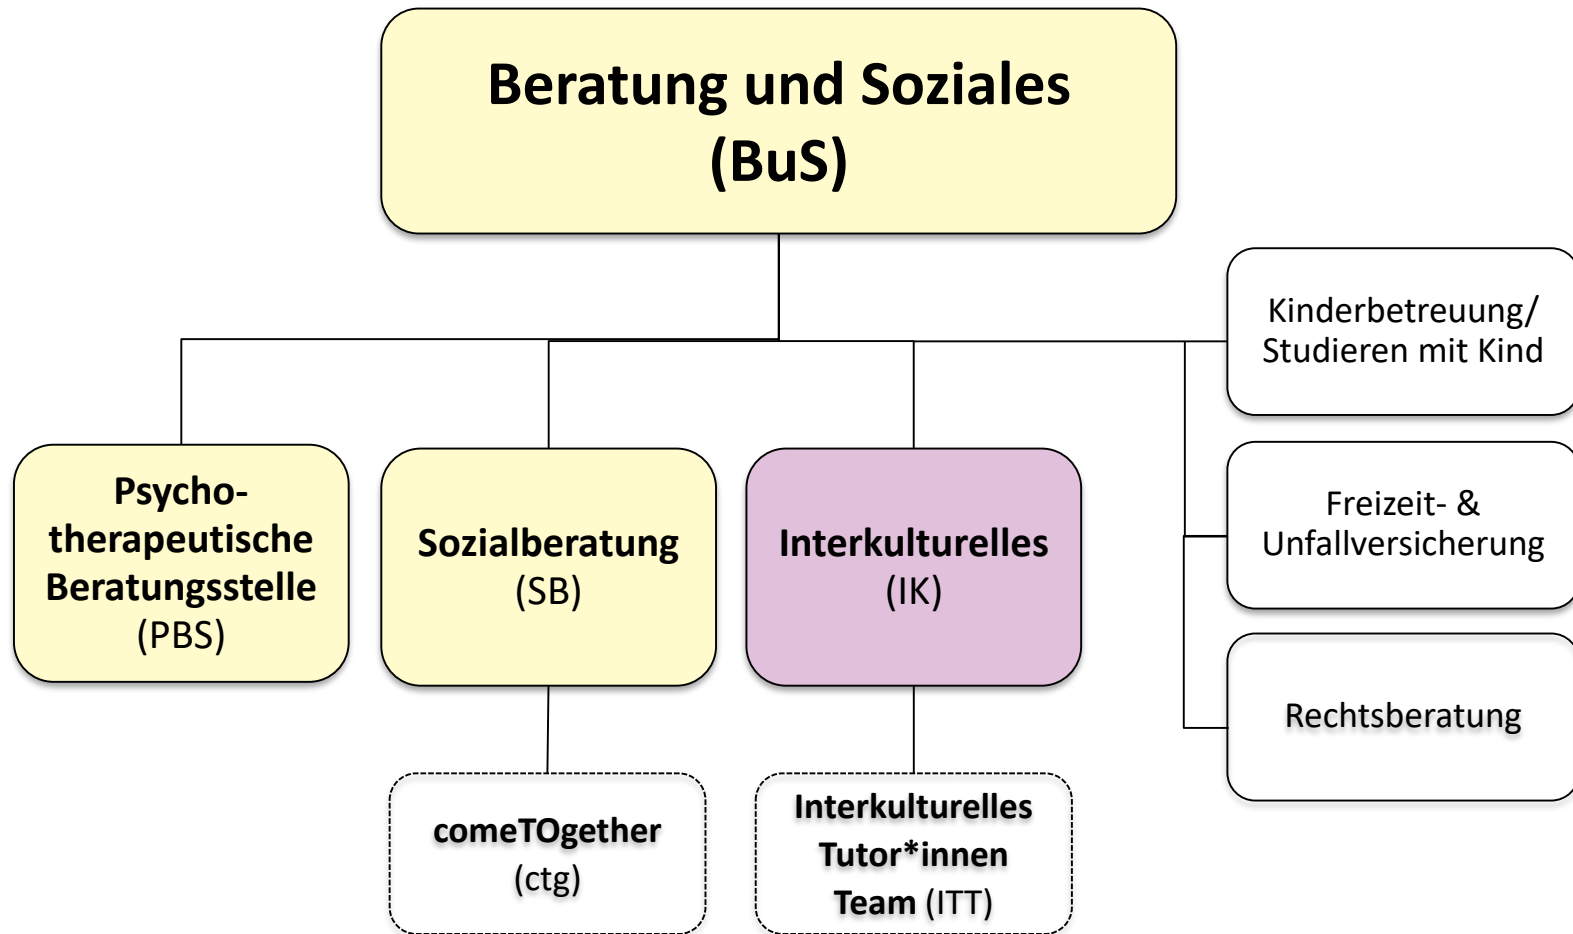 Beratung und Soziales
(BuS)
Kinderbetreuung/
Studieren mit Kind
Psycho-
therapeutische
Beratungsstelle
(PBS)
Sozialberatung
(SB)
Interkulturelles
(IK)
Freizeit- &
Unfallversicherung
Rechtsberatung
comeTOgether
(ctg)
Interkulturelles
Tutor*innen
Team (ITT)